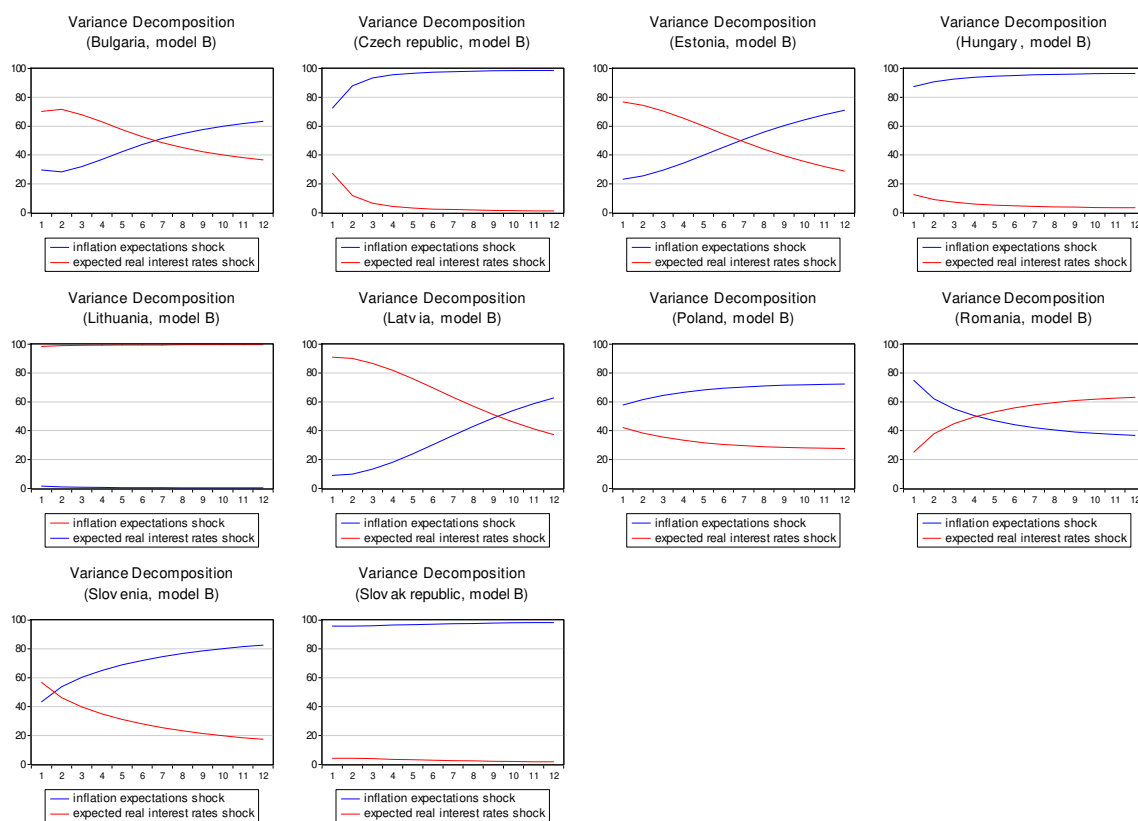 Variance Decomposition
(Bulgaria, model B)
100
80
60
40
20
0
1 2 3 4 5 6 7 8 9 10 11 12
inflation expectations shock
expected real interest rates shock
Variance Decomposition
(Czech republic, model B)
100
80
60
40
20
0
1 2 3 4 5 6 7 8 9 10 11 12
inflation expectations shock
expected real interest rates shock
Variance Decomposition
(Estonia, model B)
100
80
60
40
20
0
1 2 3 4 5 6 7 8 9 10 11 12
inflation expectations shock
expected real interest rates shock
Variance Decomposition
(Hungary, model B)
100
80
60
40
20
0
1 2 3 4 5 6 7 8 9 10 11 12
inflation expectations shock
expected real interest rates shock
Variance Decomposition
(Lithuania, model B)
100
80
60
40
20
0
1 2 3 4 5 6 7 8 9 10 11 12
inflation expectations shock
expected real interest rates shock
Variance Decomposition
(Latvia, model B)
100
80
60
40
20
0
1 2 3 4 5 6 7 8 9 10 11 12
inflation expectations shock
expected real interest rates shock
Variance Decomposition
(Poland, model B)
100
80
60
40
20
0
1 2 3 4 5 6 7 8 9 10 11 12
inflation expectations shock
expected real interest rates shock
Variance Decomposition
(Romania, model B)
100
80
60
40
20
0
1 2 3 4 5 6 7 8 9 10 11 12
inflation expectations shock
expected real interest rates shock
Variance Decomposition
(Slovenia, model B)
100
80
60
40
20
0
1 2 3 4 5 6 7 8 9 10 11 12
inflation expectations shock
expected real interest rates shock
Variance Decomposition
(Slovak republic, model B)
100
80
60
40
20
0
1 2 3 4 5 6 7 8 9 10 11 12
inflation expectations shock
expected real interest rates shock